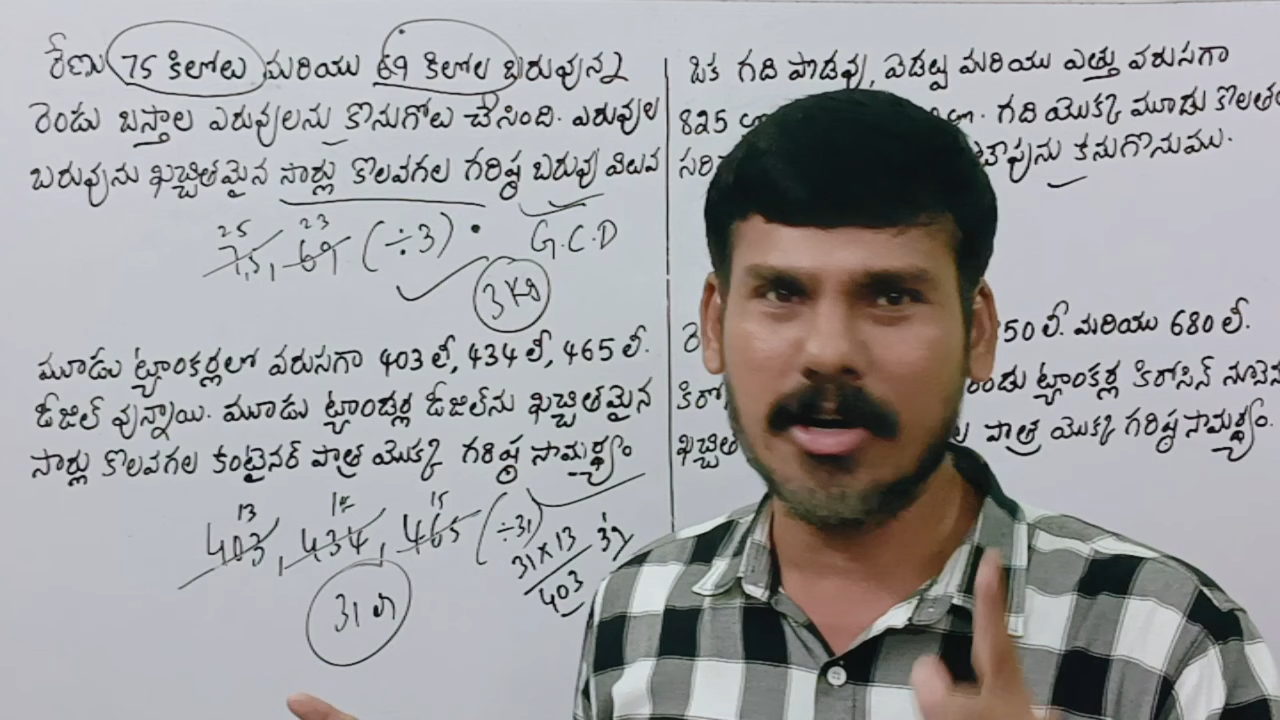 రేణు 75 కిలోలు మరియు 69 కిలోల బరువున్న
రెండు బస్తాల ఎరువులను కొనుగోలు చేసింది. ఎరువుల
బరువును ఖచ్చితమైన సార్లు కొలవగల గరిష్ఠ బరువు విలువ
25 23
75, 69 (÷3) G.C.D
3 Kg
మూడు ట్యాంకర్లలో వరుసగా 403 లీ, 434 లీ, 465 లీ.
డీజిల్ వున్నాయి. మూడు ట్యాండర్ల డీజిల్‌ను ఖచ్చితమైన
సార్లు కొలవగల కంటైనర్ పాత్ర యొక్క గరిష్ఠ సామర్థ్యం
13 14 15
403, 434, 465 (÷31)
31 × 13
403
31 లీ
ఒక గది పొడవు, వెడల్పు మరియు ఎత్తు వరుసగా
825 గది యొక్క మూడు
కనుగొనుము.
50 లీ. మరియు 680 లీ.
ట్యాంకర్ల కిరోసిన్
పాత్ర యొక్క గరిష్ఠ సామర్థ్యం.